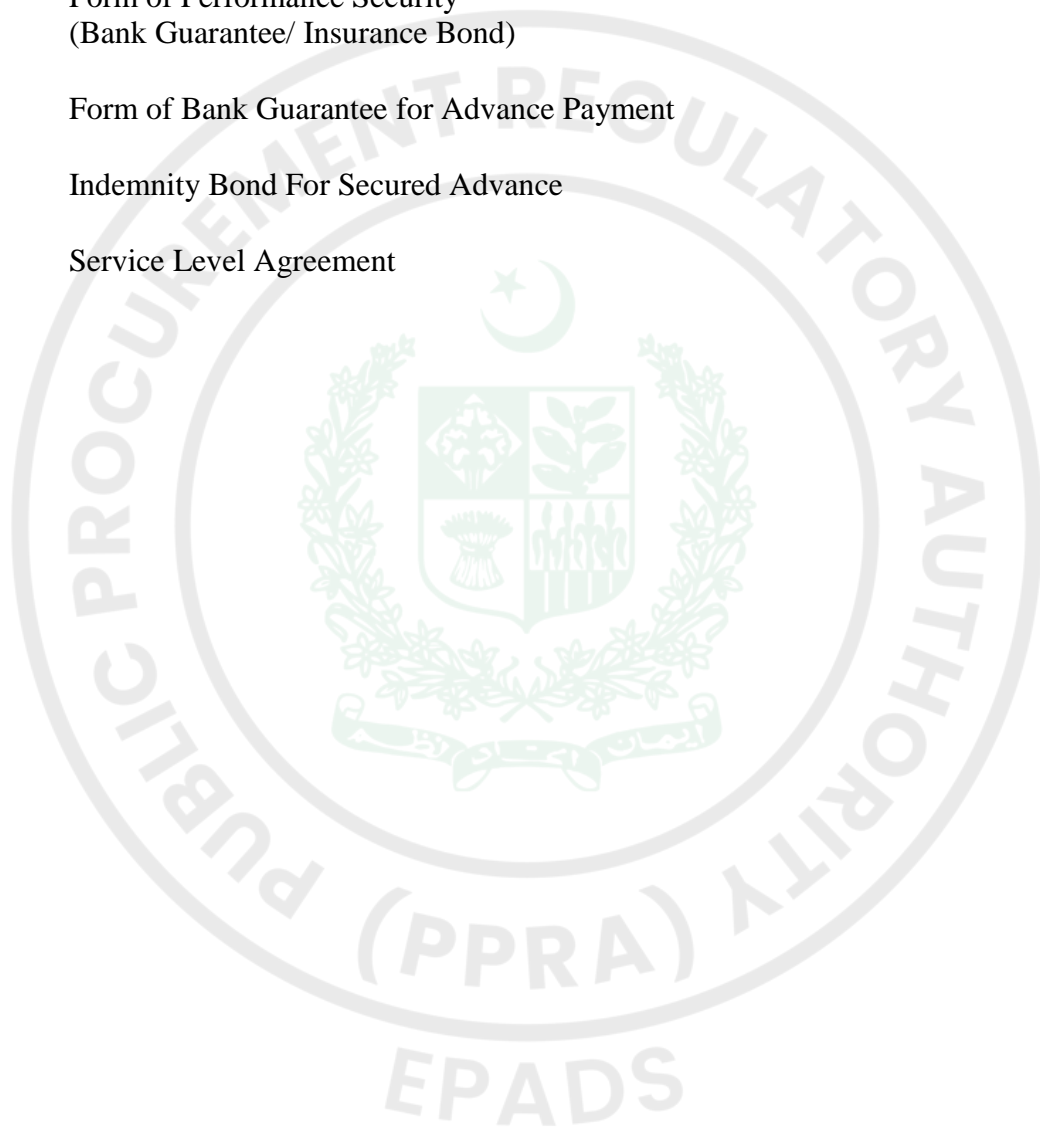 Form of Performance Security
(Bank Guarantee/ Insurance Bond)
Form of Bank Guarantee for Advance Payment
Indemnity Bond For Secured Advance
Service Level Agreement
PUBLIC PROCUREMENT REGULATORY AUTHORITY
(PPRA)
EPADS